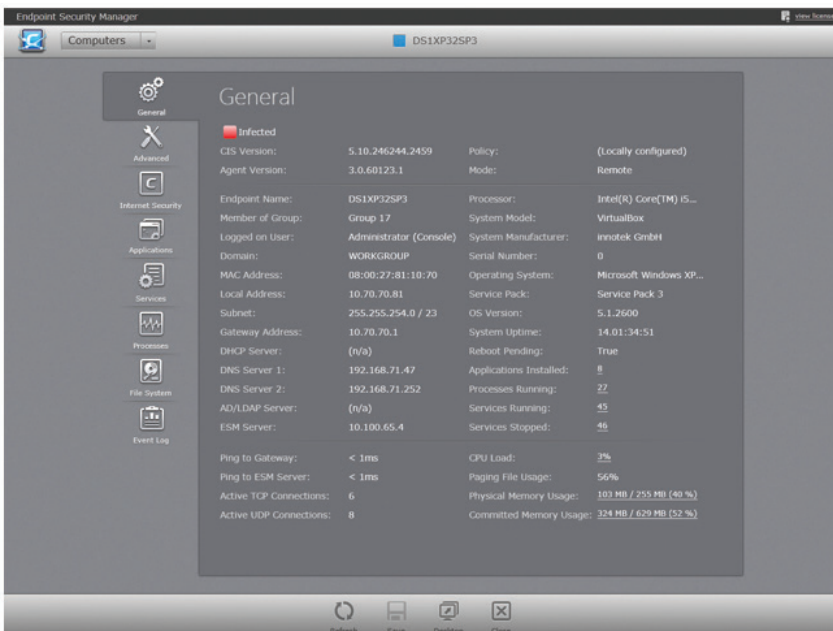 Endpoint Security Manager
view license
Computers
DS1XP32SP3
General
Advanced
Internet Security
Applications
Services
Processes
File System
Event Log
General
Infected
CIS Version: 5.10.246244.2459 Policy: (Locally configured)
Agent Version: 3.0.60123.1 Mode: Remote
Endpoint Name: DS1XP32SP3 Processor: Intel(R) Core(TM) i5...
Member of Group: Group 17 System Model: VirtualBox
Logged on User: Administrator (Console) System Manufacturer: innotek GmbH
Domain: WORKGROUP Serial Number: 0
MAC Address: 08:00:27:81:10:70 Operating System: Microsoft Windows XP...
Local Address: 10.70.70.81 Service Pack: Service Pack 3
Subnet: 255.255.254.0 / 23 OS Version: 5.1.2600
Gateway Address: 10.70.70.1 System Uptime: 14.01:34:51
DHCP Server: (n/a) Reboot Pending: True
DNS Server 1: 192.168.71.47 Applications Installed: 8
DNS Server 2: 192.168.71.252 Processes Running: 27
AD/LDAP Server: (n/a) Services Running: 45
ESM Server: 10.100.65.4 Services Stopped: 46
Ping to Gateway: < 1ms CPU Load: 3%
Ping to ESM Server: < 1ms Paging File Usage: 56%
Active TCP Connections: 6 Physical Memory Usage: 103 MB / 255 MB (40 %)
Active UDP Connections: 8 Committed Memory Usage: 324 MB / 629 MB (52 %)
Refresh Save Desktop Close